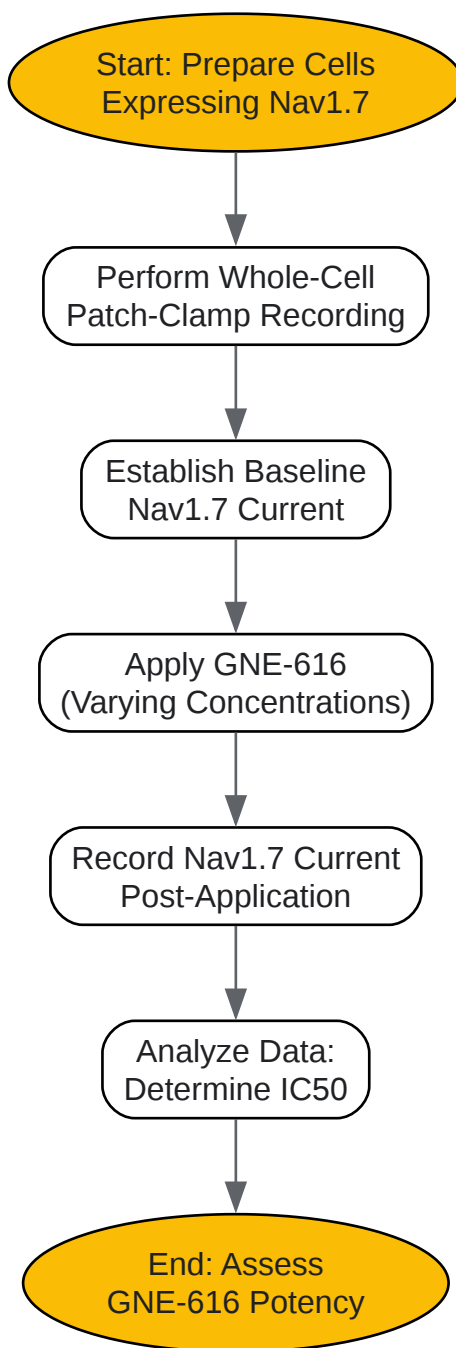 Start: Prepare Cells
Expressing Nav1.7
Perform Whole-Cell
Patch-Clamp Recording
Establish Baseline
Nav1.7 Current
Apply GNE-616
(Varying Concentrations)
Record Nav1.7 Current
Post-Application
Analyze Data:
Determine IC50
End: Assess
GNE-616 Potency